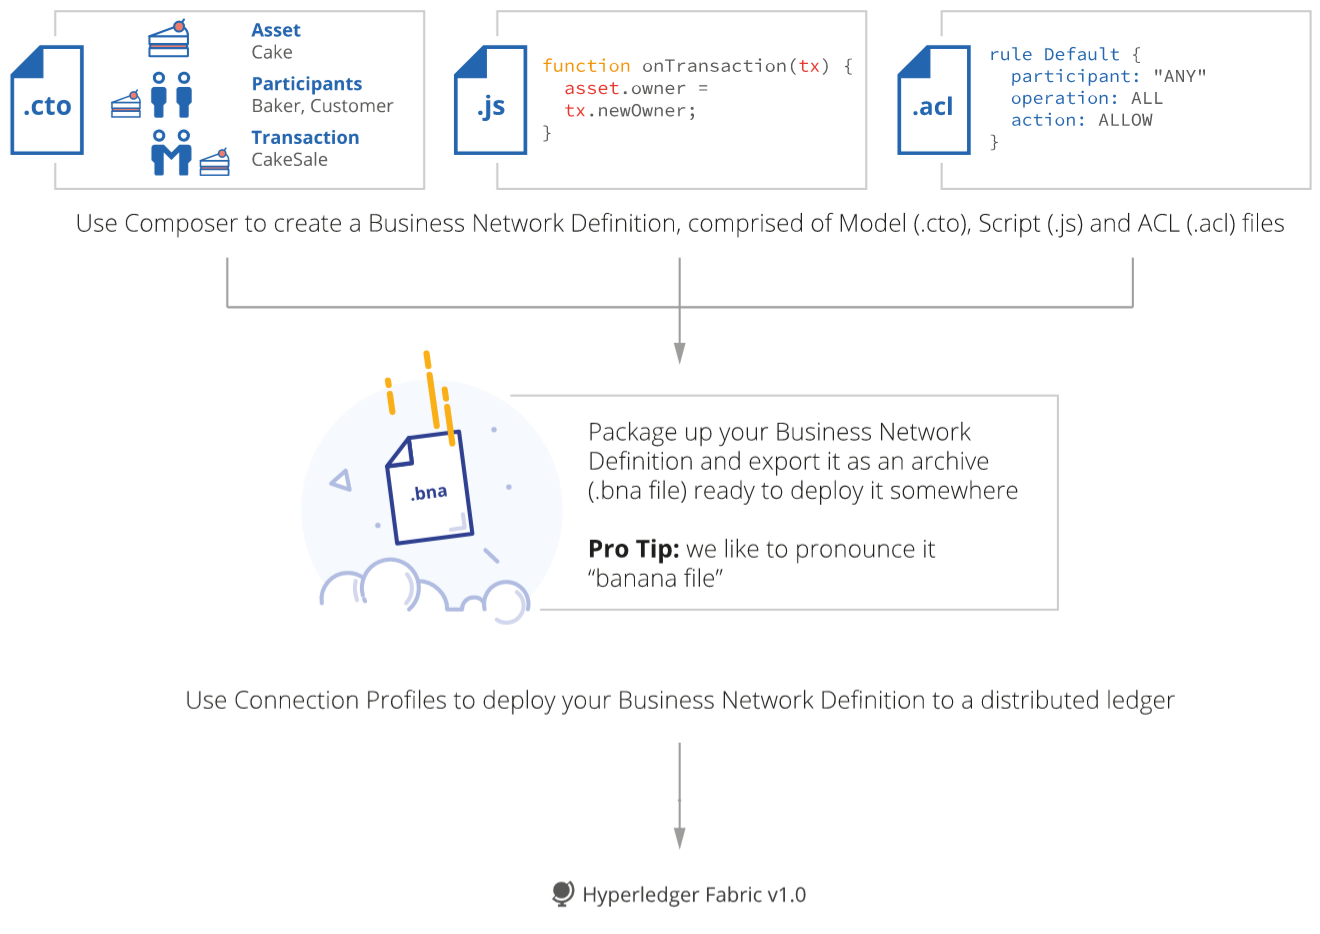 .cto
Asset
Cake
Participants
Baker, Customer
Transaction
CakeSale
.js
function onTransaction(tx) {
asset.owner =
tx.newOwner;
}
.acl
rule Default {
participant: "ANY"
operation: ALL
action: ALLOW
}
Use Composer to create a Business Network Definition, comprised of Model (.cto), Script (.js) and ACL (.acl) files
.bna
Package up your Business Network
Definition and export it as an archive
(.bna file) ready to deploy it somewhere
Pro Tip: we like to pronounce it
“banana file”
Use Connection Profiles to deploy your Business Network Definition to a distributed ledger
Hyperledger Fabric v1.0